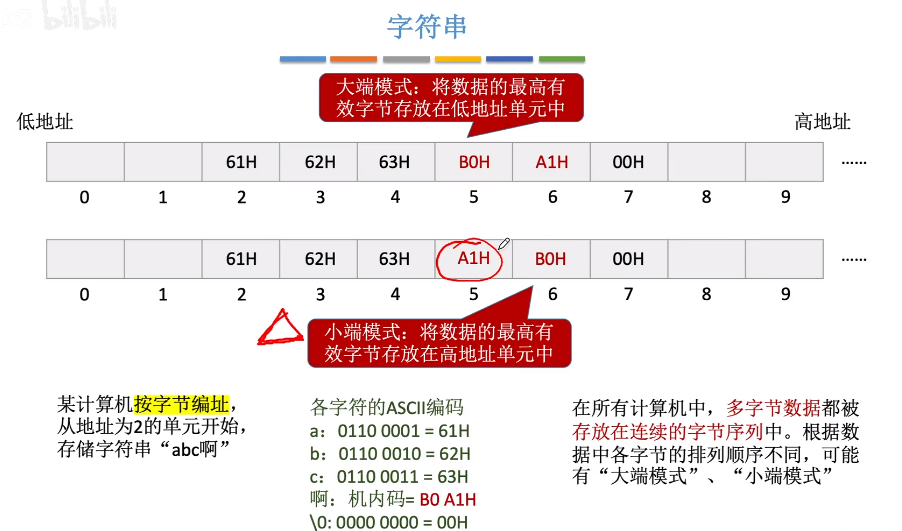 bilibili
字符串
大端模式：将数据的最高有
效字节存放在低地址单元中
低地址
高地址
61H 62H 63H B0H A1H 00H ……
0 1 2 3 4 5 6 7 8 9
61H 62H 63H A1H B0H 00H ……
0 1 2 3 4 5 6 7 8 9
小端模式：将数据的最高有
效字节存放在高地址单元中
某计算机按字节编址，
从地址为2的单元开始，
存储字符串“abc啊”
各字符的ASCII编码
a：0110 0001 = 61H
b：0110 0010 = 62H
c：0110 0011 = 63H
啊：机内码= B0 A1H
\0: 0000 0000 = 00H
在所有计算机中，多字节数据都被
存放在连续的字节序列中。根据数
据中各字节的排列顺序不同，可能
有“大端模式”、“小端模式”